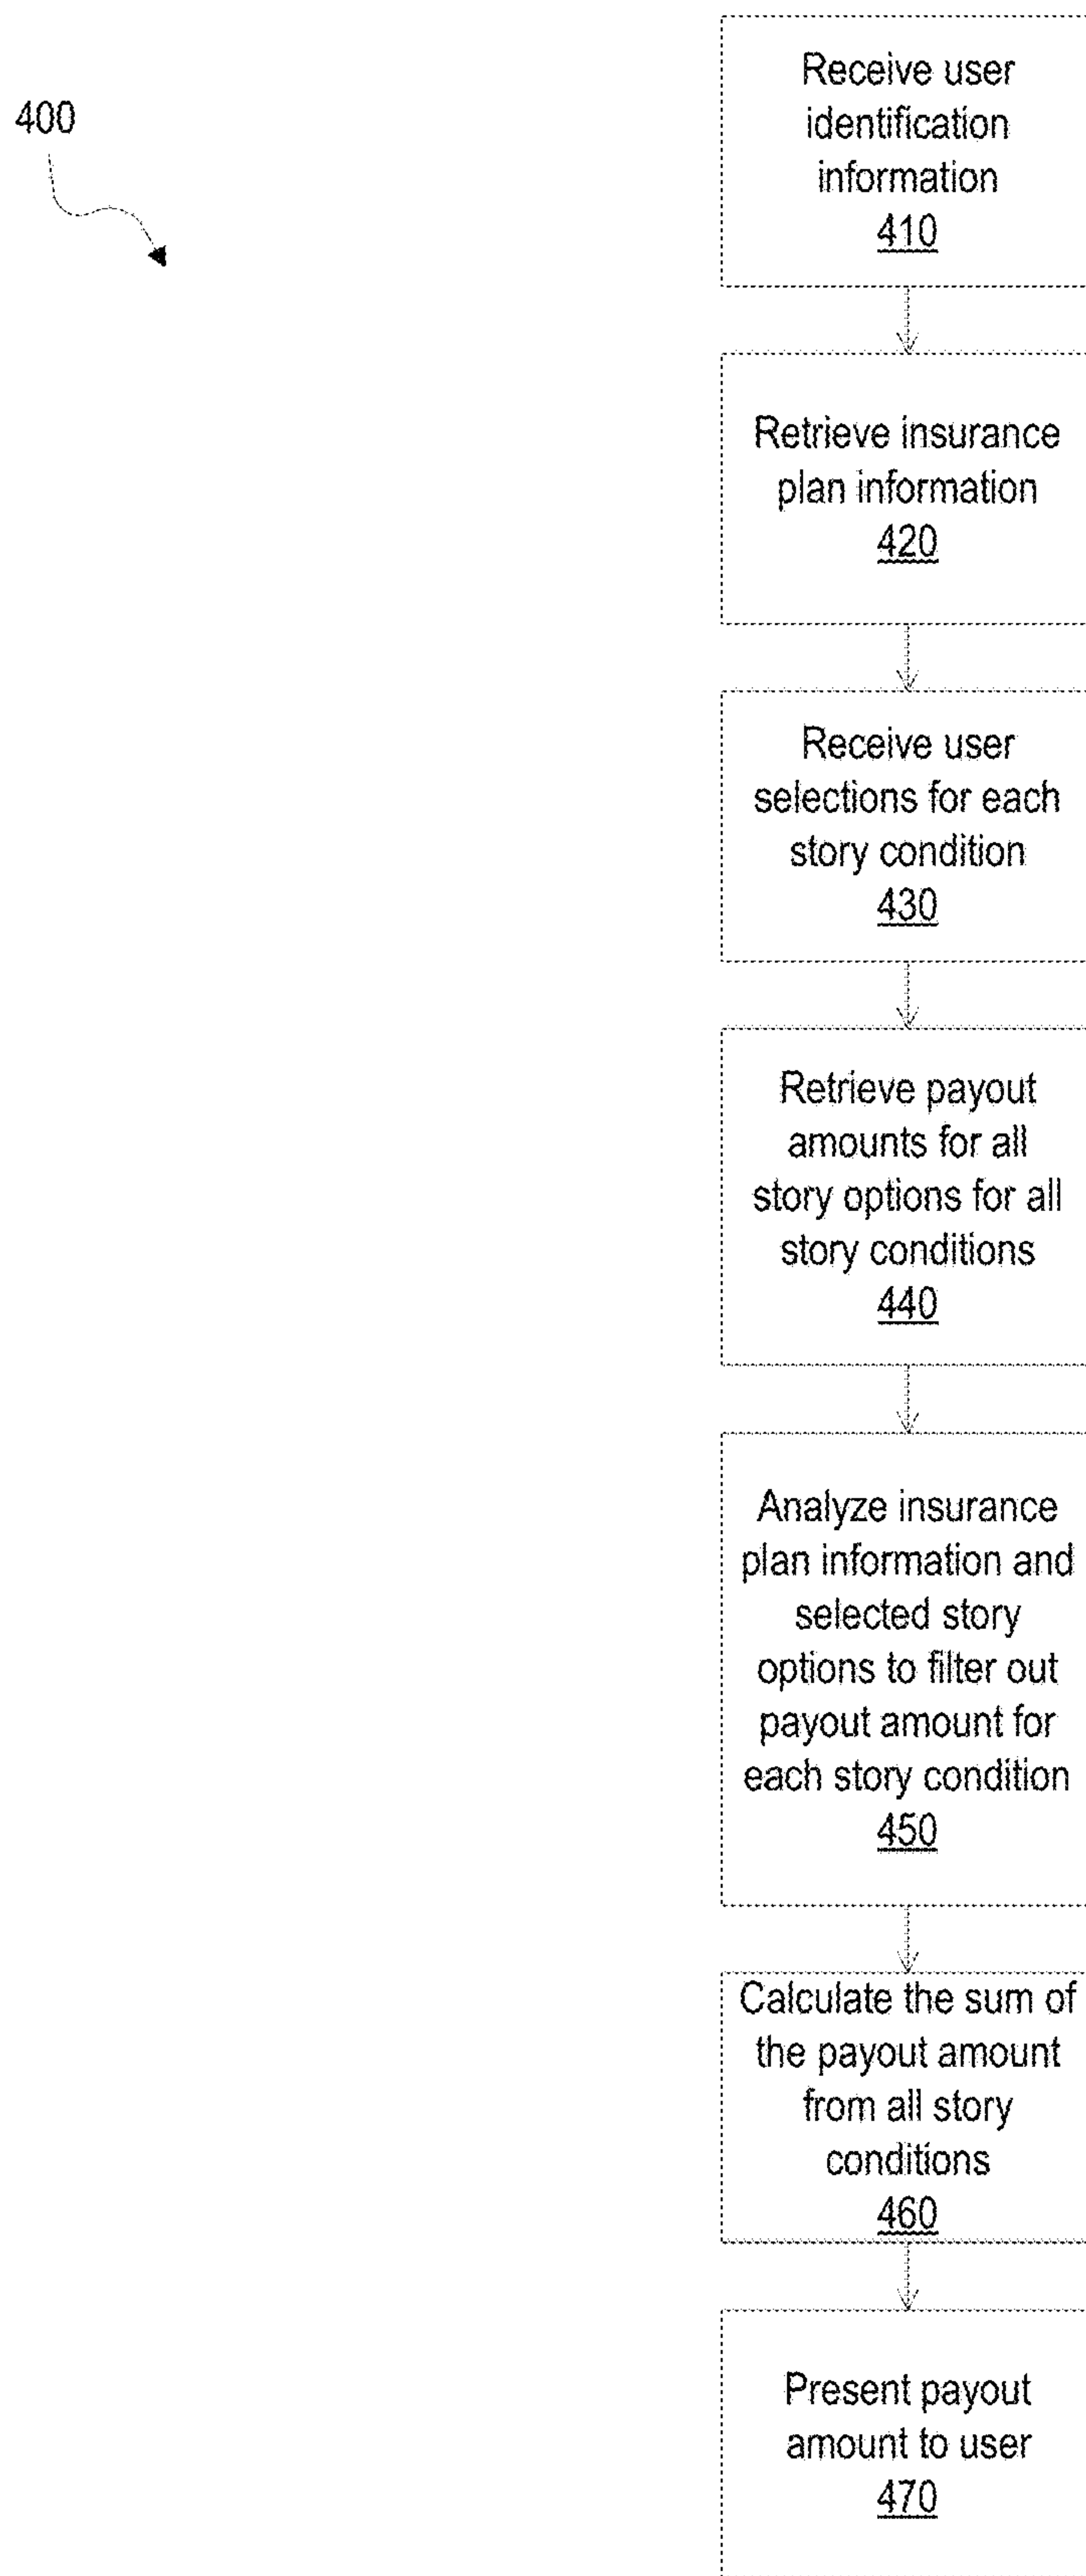 400
Receive user
identification
information
410
Retrieve insurance
plan information
420
Receive user
selections for each
story condition
430
Retrieve payout
amounts for all
story options for all
story conditions
440
Analyze insurance
plan information and
selected story
options to filter out
payout amount for
each story condition
450
Calculate the sum of
the payout amount
from all story
conditions
460
Present payout
amount to user
470